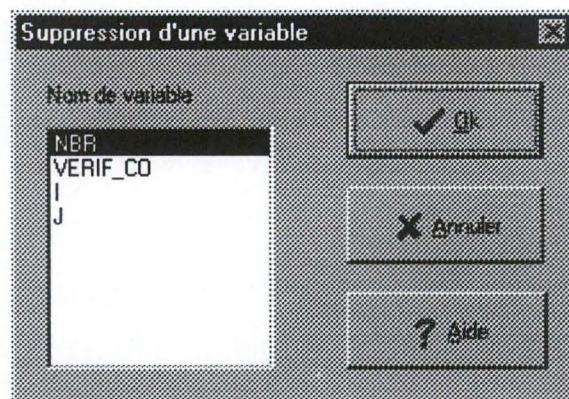 Suppression d'une variable
Nom de variable
NBR
VERIF_CO
I
J
Ok
Annuler
? Aide